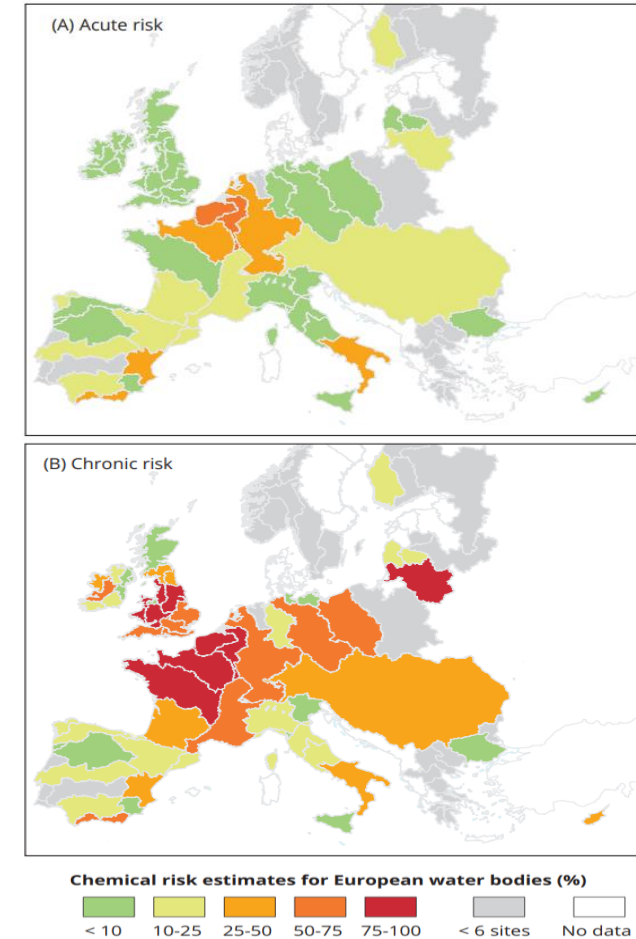 (A) Acute risk
(B) Chronic risk
Chemical risk estimates for European water bodies (%)
< 10 10-25 25-50 50-75 75-100 < 6 sites No data